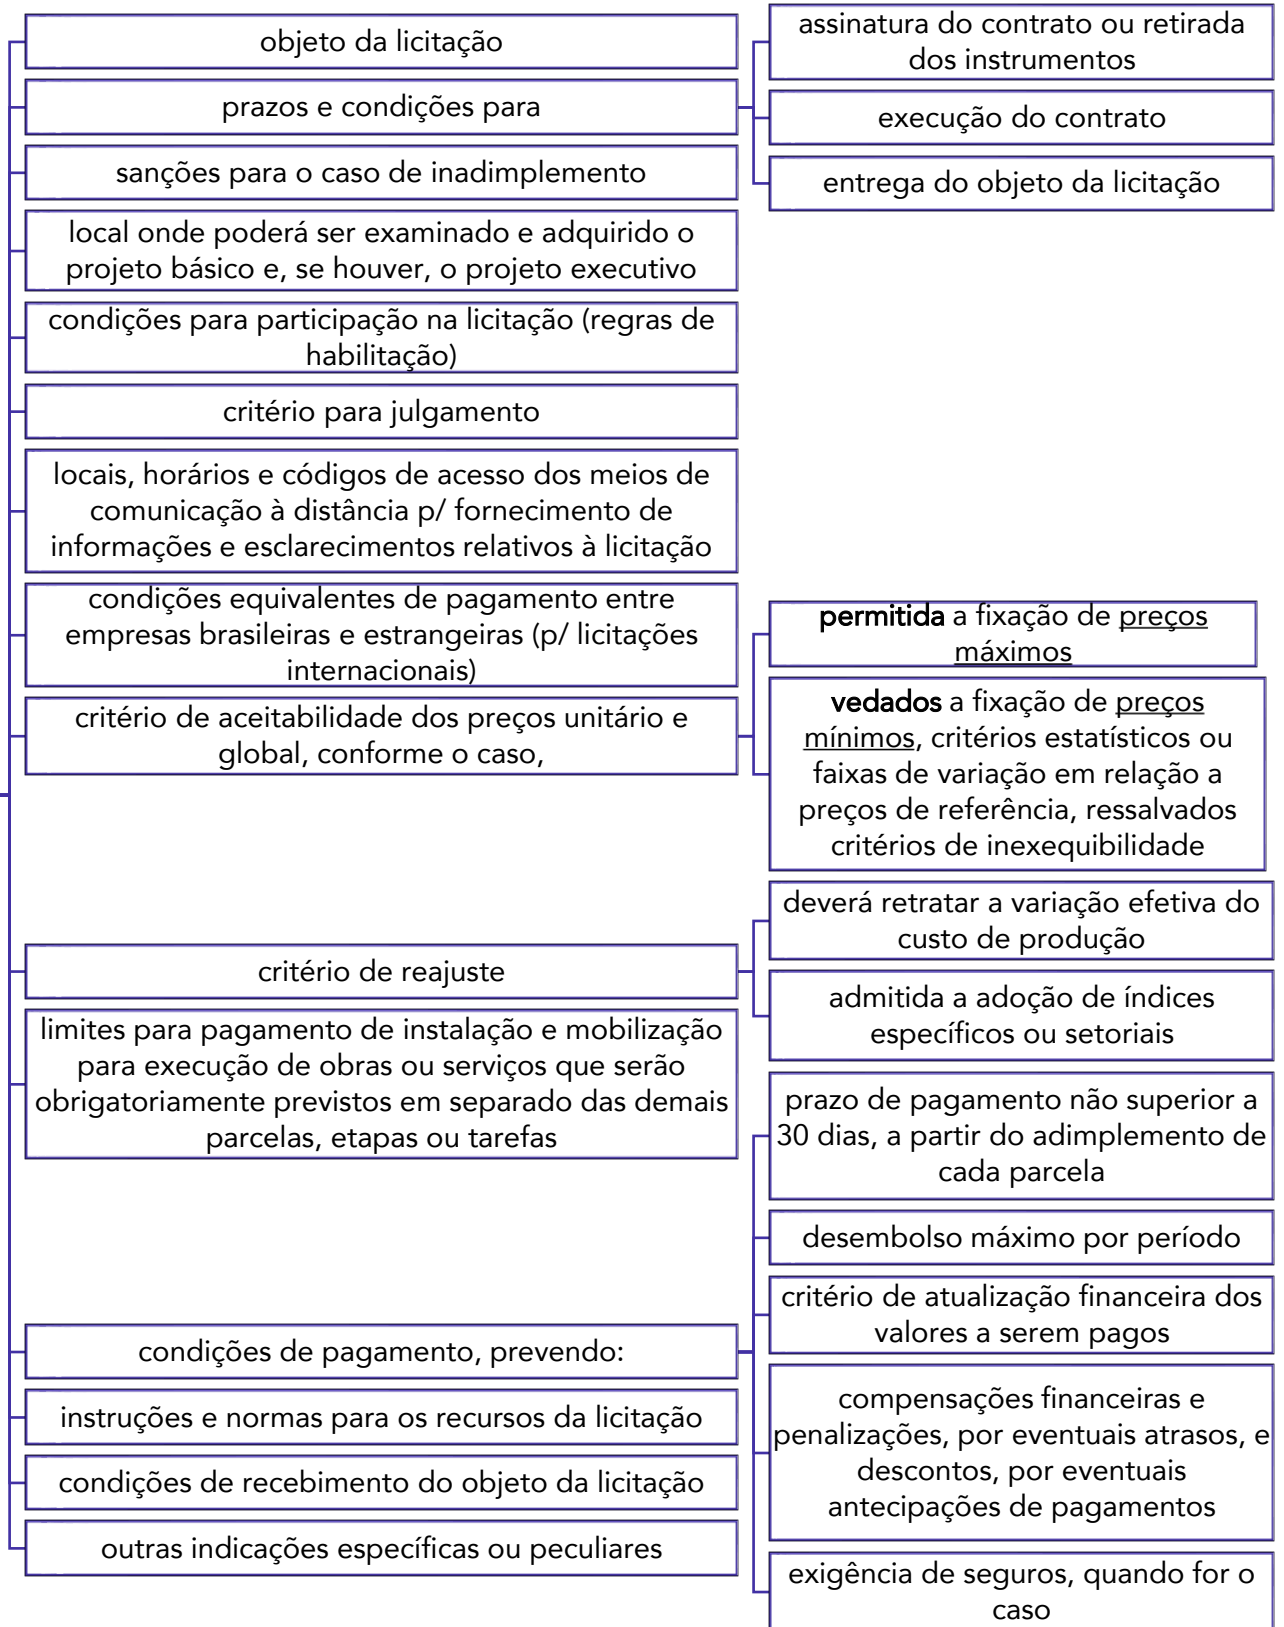 objeto da licitação
prazos e condições para
assinatura do contrato ou retirada
dos instrumentos
execução do contrato
entrega do objeto da licitação
sanções para o caso de inadimplemento
local onde poderá ser examinado e adquirido o
projeto básico e, se houver, o projeto executivo
condições para participação na licitação (regras de
habilitação)
critério para julgamento
locais, horários e códigos de acesso dos meios de
comunicação à distância p/ fornecimento de
informações e esclarecimentos relativos à licitação
condições equivalentes de pagamento entre
empresas brasileiras e estrangeiras (p/ licitações
internacionais)
critério de aceitabilidade dos preços unitário e
global, conforme o caso,
permitida a fixação de preços
máximos
vedados a fixação de preços
mínimos, critérios estatísticos ou
faixas de variação em relação a
preços de referência, ressalvados
critérios de inexequibilidade
critério de reajuste
deverá retratar a variação efetiva do
custo de produção
admitida a adoção de índices
específicos ou setoriais
limites para pagamento de instalação e mobilização
para execução de obras ou serviços que serão
obrigatoriamente previstos em separado das demais
parcelas, etapas ou tarefas
condições de pagamento, prevendo:
prazo de pagamento não superior a
30 dias, a partir do adimplemento de
cada parcela
desembolso máximo por período
critério de atualização financeira dos
valores a serem pagos
compensações financeiras e
penalizações, por eventuais atrasos, e
descontos, por eventuais
antecipações de pagamentos
exigência de seguros, quando for o
caso
instruções e normas para os recursos da licitação
condições de recebimento do objeto da licitação
outras indicações específicas ou peculiares